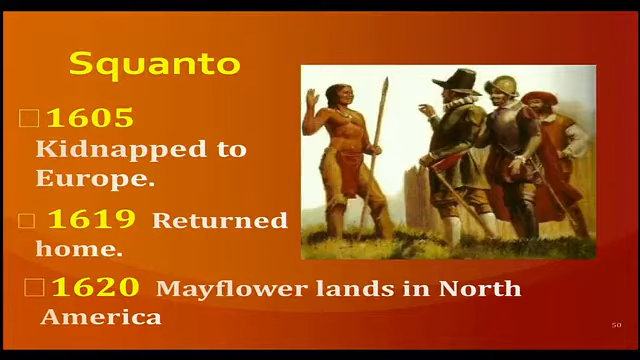 Squanto
1605
Kidnapped to
Europe.
1619 Returned
home.
1620 Mayflower lands in North
America
50